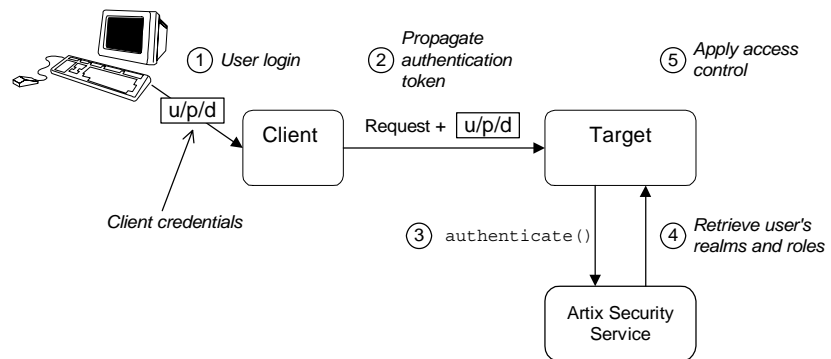 1 User login
2 Propagate
authentication
token
5 Apply access
control
u/p/d
Client
Request + u/p/d
Target
Client credentials
3 authenticate()
4 Retrieve user's
realms and roles
Artix Security
Service